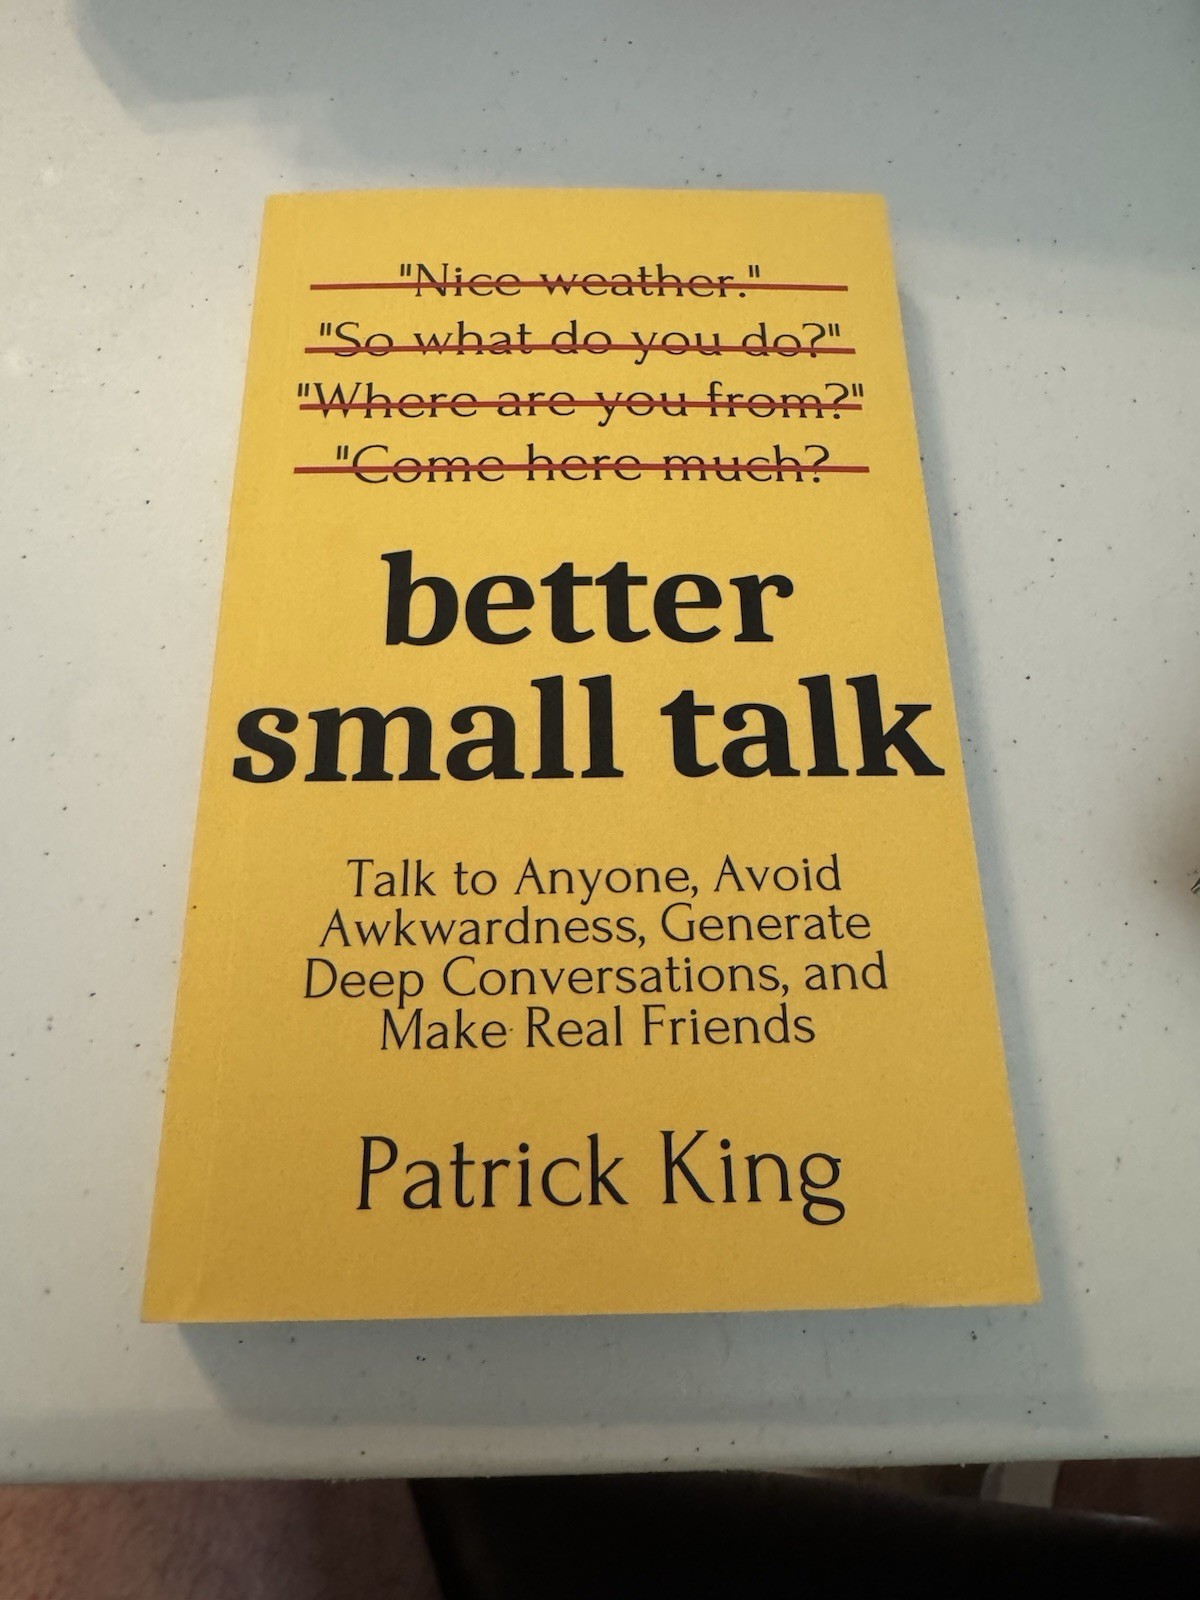 "Nice weather."
"So what do you do?"
"Where are you from?"
"Come here much?
better
small talk
Talk to Anyone, Avoid
Awkwardness, Generate
Deep Conversations, and
Make Real Friends
Patrick King